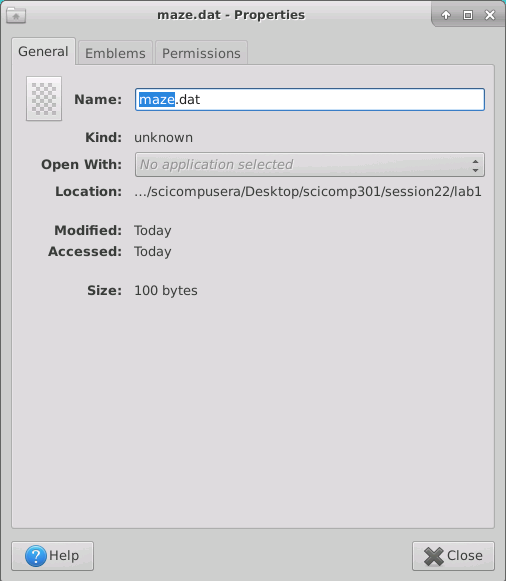 maze.dat - Properties
General Emblems Permissions
Name: maze.dat
Kind: unknown
Open With: No application selected
Location: .../scicompusera/Desktop/scicomp301/session22/lab1
Modified: Today
Accessed: Today
Size: 100 bytes
Help Close